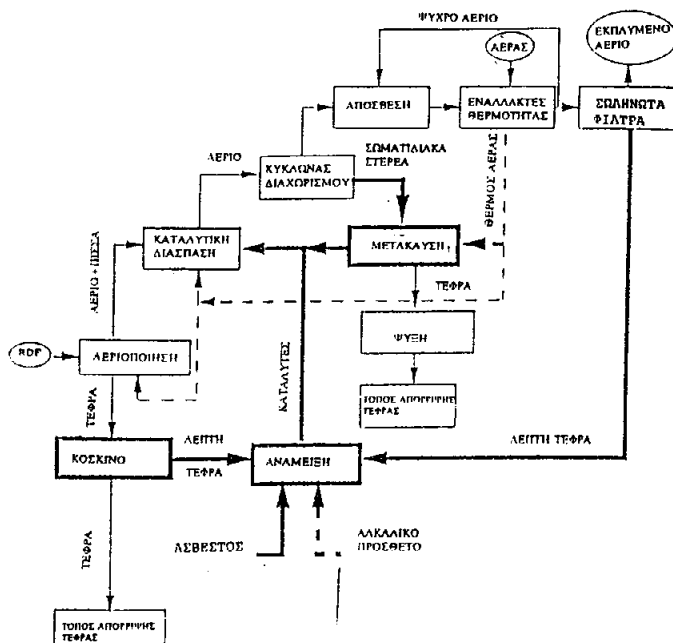 ΨΥΧΡΟ ΑΕΡΙΟ
ΕΚΠΛΥΜΕΝΟ
ΑΕΡΙΟ
ΑΕΡΑΣ
ΑΠΟΣΒΕΣΗ
ΕΝΑΛΛΑΚΤΕΣ
ΘΕΡΜΟΤΗΤΑΣ
ΣΩΛΗΝΩΤΑ
ΦΙΛΤΡΑ
ΑΕΡΙΟ
ΚΥΚΛΩΝΑΣ
ΔΙΑΧΩΡΙΣΜΟΥ
ΣΩΜΑΤΙΔΙΑΚΑ
ΣΤΕΡΕΑ
ΘΕΡΜΟΣ ΑΕΡΑΣ
ΚΑΤΑΛΥΤΙΚΗ
ΔΙΑΣΠΑΣΗ
ΜΕΤΑΚΑΥΣΗ
ΑΕΡΙΟ + ΠΙΣΣΑ
ΤΕΦΡΑ
ΨΥΞΗ
RDF
ΑΕΡΙΟΠΟΙΗΣΗ
ΚΑΤΑΛΥΤΕΣ
ΤΟΠΟΣ ΑΠΟΡΡΙΨΗΣ
ΤΕΦΡΑΣ
ΤΕΦΡΑ
ΚΟΣΚΙΝΟ
ΛΕΠΤΗ
ΤΕΦΡΑ
ΑΝΑΜΕΙΞΗ
ΛΕΠΤΗ ΤΕΦΡΑ
ΤΕΦΡΑ
ΑΣΒΕΣΤΟΣ
ΑΛΚΑΛΙΚΟ
ΠΡΟΣΘΕΤΟ
ΤΟΠΟΣ ΑΠΟΡΡΙΨΗΣ
ΤΕΦΡΑΣ